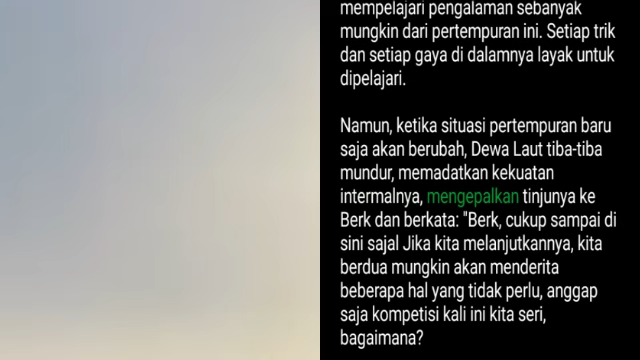 mempelajari pengalaman sebanyak
mungkin dari pertempuran ini. Setiap trik
dan setiap gaya di dalamnya layak untuk
dipelajari.
Namun, ketika situasi pertempuran baru
saja akan berubah, Dewa Laut tiba-tiba
mundur, memadatkan kekuatan
intermalnya, mengepalkan tinjunya ke
Berk dan berkata: "Berk, cukup sampai di
sini sajal Jika kita melanjutkannya, kita
berdua mungkin akan menderita
beberapa hal yang tidak perlu, anggap
saja kompetisi kali ini kita seri,
bagaimana?